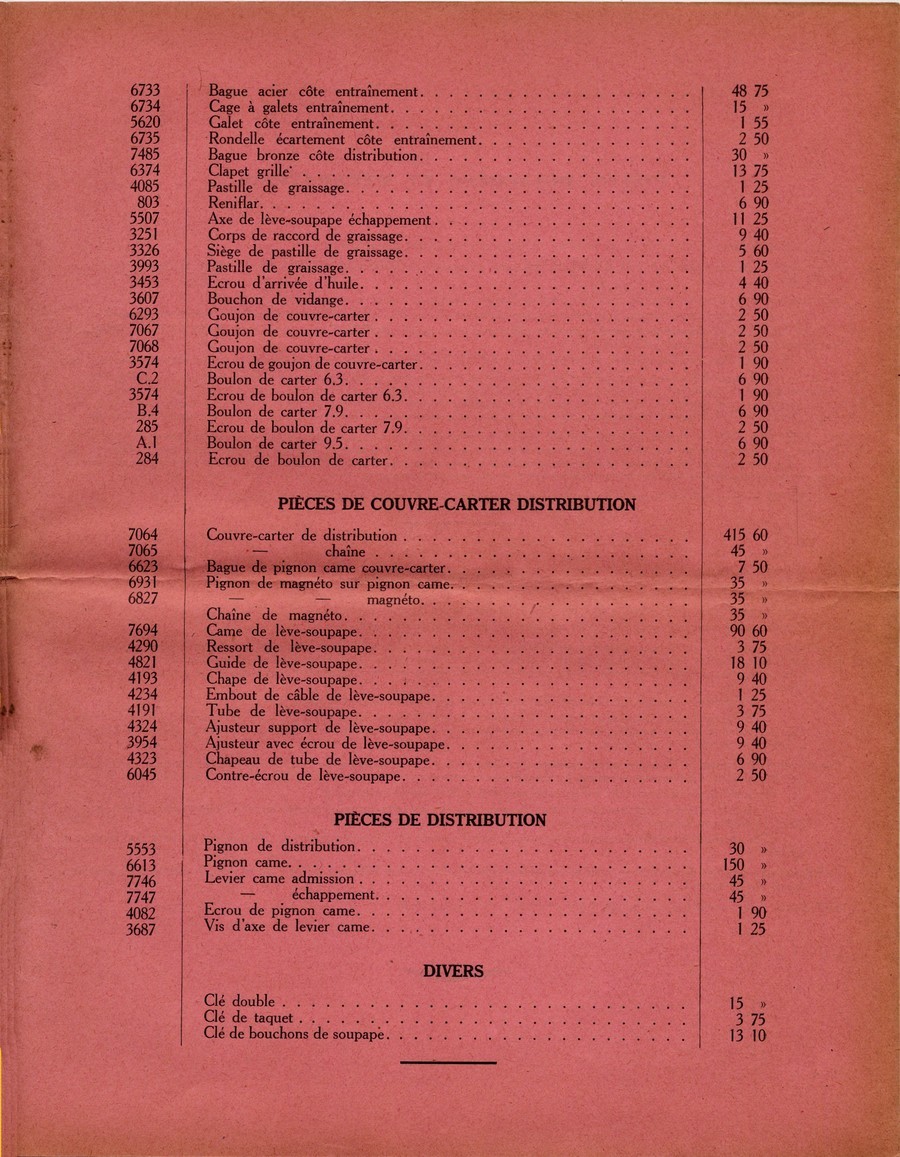 6733 Bague acier côte entraînement. . . . . . . . . . . . . . . . . . . 48 75
6734 Cage à galets entraînement. . . . . . . . . . . . . . . . . . . . . 15 »
5620 Galet côte entraînement. . . . . . . . . . . . . . . . . . . . . . 1 55
6735 Rondelle écartement côte entraînement. . . . . . . . . . . . . . . 2 50
7485 Bague bronze côte distribution. . . . . . . . . . . . . . . . . . . 30 »
6374 Clapet grille . . . . . . . . . . . . . . . . . . . . . . . . . . . 13 75
4085 Pastille de graissage. . . . . . . . . . . . . . . . . . . . . . . 1 25
803 Reniflar. . . . . . . . . . . . . . . . . . . . . . . . . . . . . . 6 90
5507 Axe de lève-soupape échappement . . . . . . . . . . . . . . . . . . 11 25
3251 Corps de raccord de graissage. . . . . . . . . . . . . . . . . . . 9 40
3326 Siège de pastille de graissage. . . . . . . . . . . . . . . . . . . 5 60
3993 Pastille de graissage. . . . . . . . . . . . . . . . . . . . . . . 1 25
3453 Ecrou d'arrivée d'huile. . . . . . . . . . . . . . . . . . . . . . 4 40
3607 Bouchon de vidange. . . . . . . . . . . . . . . . . . . . . . . . . 6 90
6293 Goujon de couvre-carter . . . . . . . . . . . . . . . . . . . . . . 2 50
7067 Goujon de couvre-carter . . . . . . . . . . . . . . . . . . . . . . 2 50
7068 Goujon de couvre-carter . . . . . . . . . . . . . . . . . . . . . . 2 50
3574 Ecrou de goujon de couvre-carter. . . . . . . . . . . . . . . . . . 1 90
C.2 Boulon de carter 6.3. . . . . . . . . . . . . . . . . . . . . . . . 6 90
3574 Ecrou de boulon de carter 6.3. . . . . . . . . . . . . . . . . . . 1 90
B.4 Boulon de carter 7.9. . . . . . . . . . . . . . . . . . . . . . . . 6 90
285 Ecrou de boulon de carter 7.9. . . . . . . . . . . . . . . . . . . . 2 50
A.1 Boulon de carter 9.5. . . . . . . . . . . . . . . . . . . . . . . . 6 90
284 Ecrou de boulon de carter. . . . . . . . . . . . . . . . . . . . . . 2 50
PIÈCES DE COUVRE-CARTER DISTRIBUTION
7064 Couvre-carter de distribution . . . . . . . . . . . . . . . . . . . 415 60
7065 — chaîne . . . . . . . . . . . . . . . . . . . . . . 45 »
6623 Bague de pignon came couvre-carter. . . . . . . . . . . . . . . . . 7 50
6931 Pignon de magnéto sur pignon came. . . . . . . . . . . . . . . . . 35 »
6827 — — magnéto. . . . . . . . . . . . . . . . . . . 35 »
Chaîne de magnéto. . . . . . . . . . . . . . . . . . . . . . . . 35 »
7694 Came de lève-soupape. . . . . . . . . . . . . . . . . . . . . . . 90 60
4290 Ressort de lève-soupape. . . . . . . . . . . . . . . . . . . . . . 3 75
4821 Guide de lève-soupape. . . . . . . . . . . . . . . . . . . . . . . 18 10
4193 Chape de lève-soupape. . . . . . . . . . . . . . . . . . . . . . . 9 40
4234 Embout de câble de lève-soupape. . . . . . . . . . . . . . . . . . 1 25
4191 Tube de lève-soupape. . . . . . . . . . . . . . . . . . . . . . . 3 75
4324 Ajusteur support de lève-soupape. . . . . . . . . . . . . . . . . . 9 40
3954 Ajusteur avec écrou de lève-soupape. . . . . . . . . . . . . . . . 9 40
4323 Chapeau de tube de lève-soupape. . . . . . . . . . . . . . . . . . 6 90
6045 Contre-écrou de lève-soupape. . . . . . . . . . . . . . . . . . . . 2 50
PIÈCES DE DISTRIBUTION
5553 Pignon de distribution. . . . . . . . . . . . . . . . . . . . . . . 30 »
6613 Pignon came. . . . . . . . . . . . . . . . . . . . . . . . . . . . 150 »
7746 Levier came admission . . . . . . . . . . . . . . . . . . . . . . . 45 »
7747 — échappement. . . . . . . . . . . . . . . . . . . . . . 45 »
4082 Ecrou de pignon came. . . . . . . . . . . . . . . . . . . . . . . 1 90
3687 Vis d'axe de levier came. . . . . . . . . . . . . . . . . . . . . . 1 25
DIVERS
Clé double . . . . . . . . . . . . . . . . . . . . . . . . . . . . 15 »
Clé de taquet . . . . . . . . . . . . . . . . . . . . . . . . . . . 3 75
Clé de bouchons de soupape. . . . . . . . . . . . . . . . . . . . . 13 10